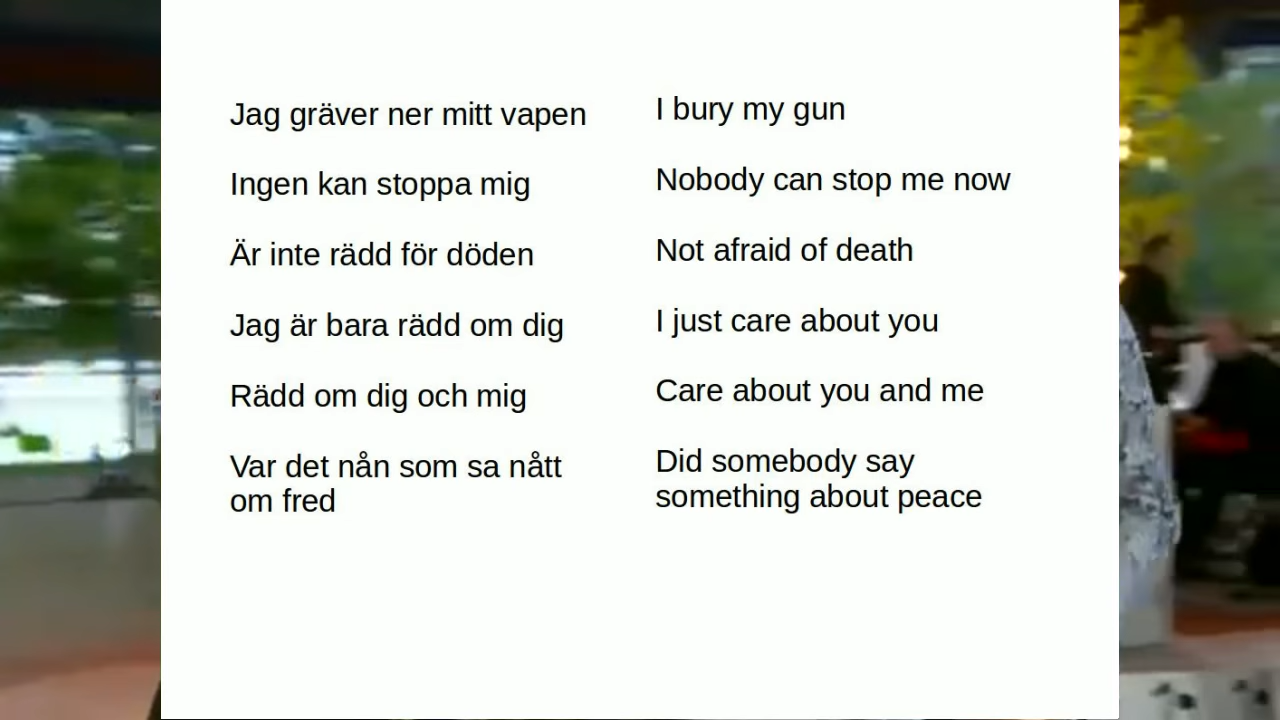 Jag gräver ner mitt vapen
Ingen kan stoppa mig
Är inte rädd för döden
Jag är bara rädd om dig
Rädd om dig och mig
Var det nån som sa nått
om fred
I bury my gun
Nobody can stop me now
Not afraid of death
I just care about you
Care about you and me
Did somebody say
something about peace